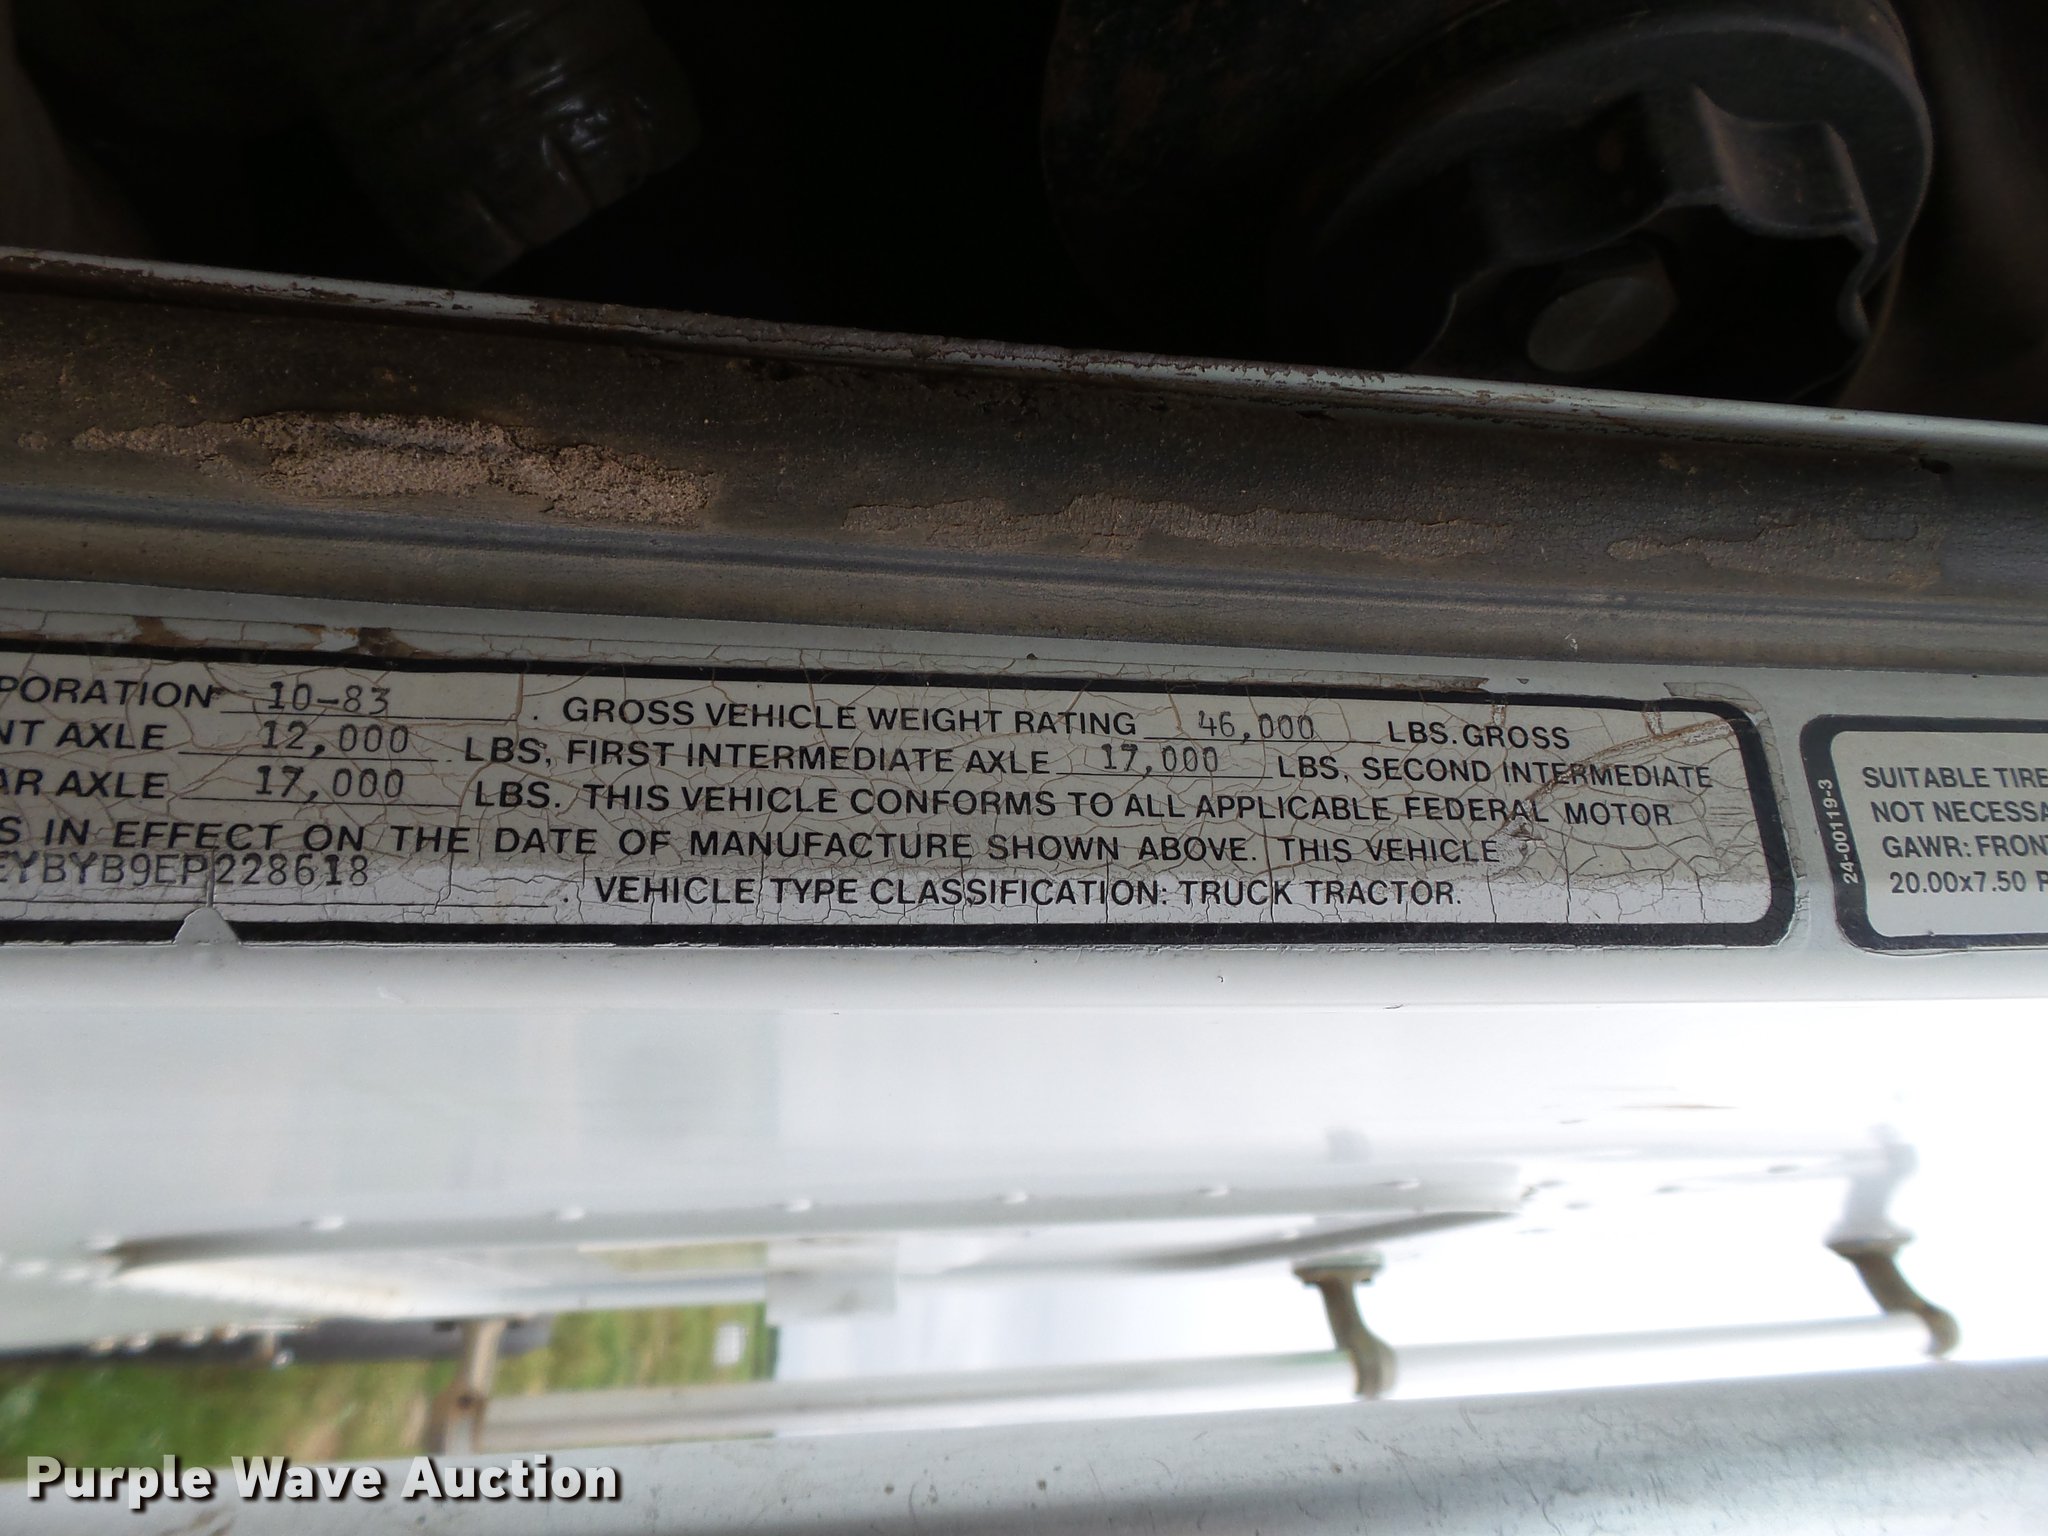 PORATION 10-83 . GROSS VEHICLE WEIGHT RATING 46,000 LBS. GROSS
NT AXLE 12,000 LBS, FIRST INTERMEDIATE AXLE 17,000 LBS, SECOND INTERMEDIATE
AR AXLE 17,000 LBS. THIS VEHICLE CONFORMS TO ALL APPLICABLE FEDERAL MOTOR
S IN EFFECT ON THE DATE OF MANUFACTURE SHOWN ABOVE. THIS VEHICLE
EYBYB9EP228618 . VEHICLE TYPE CLASSIFICATION: TRUCK TRACTOR.
24-00119-3
SUITABLE TIRE
NOT NECESSA
GAWR: FRONT
20.00x7.50 R
Purple Wave Auction